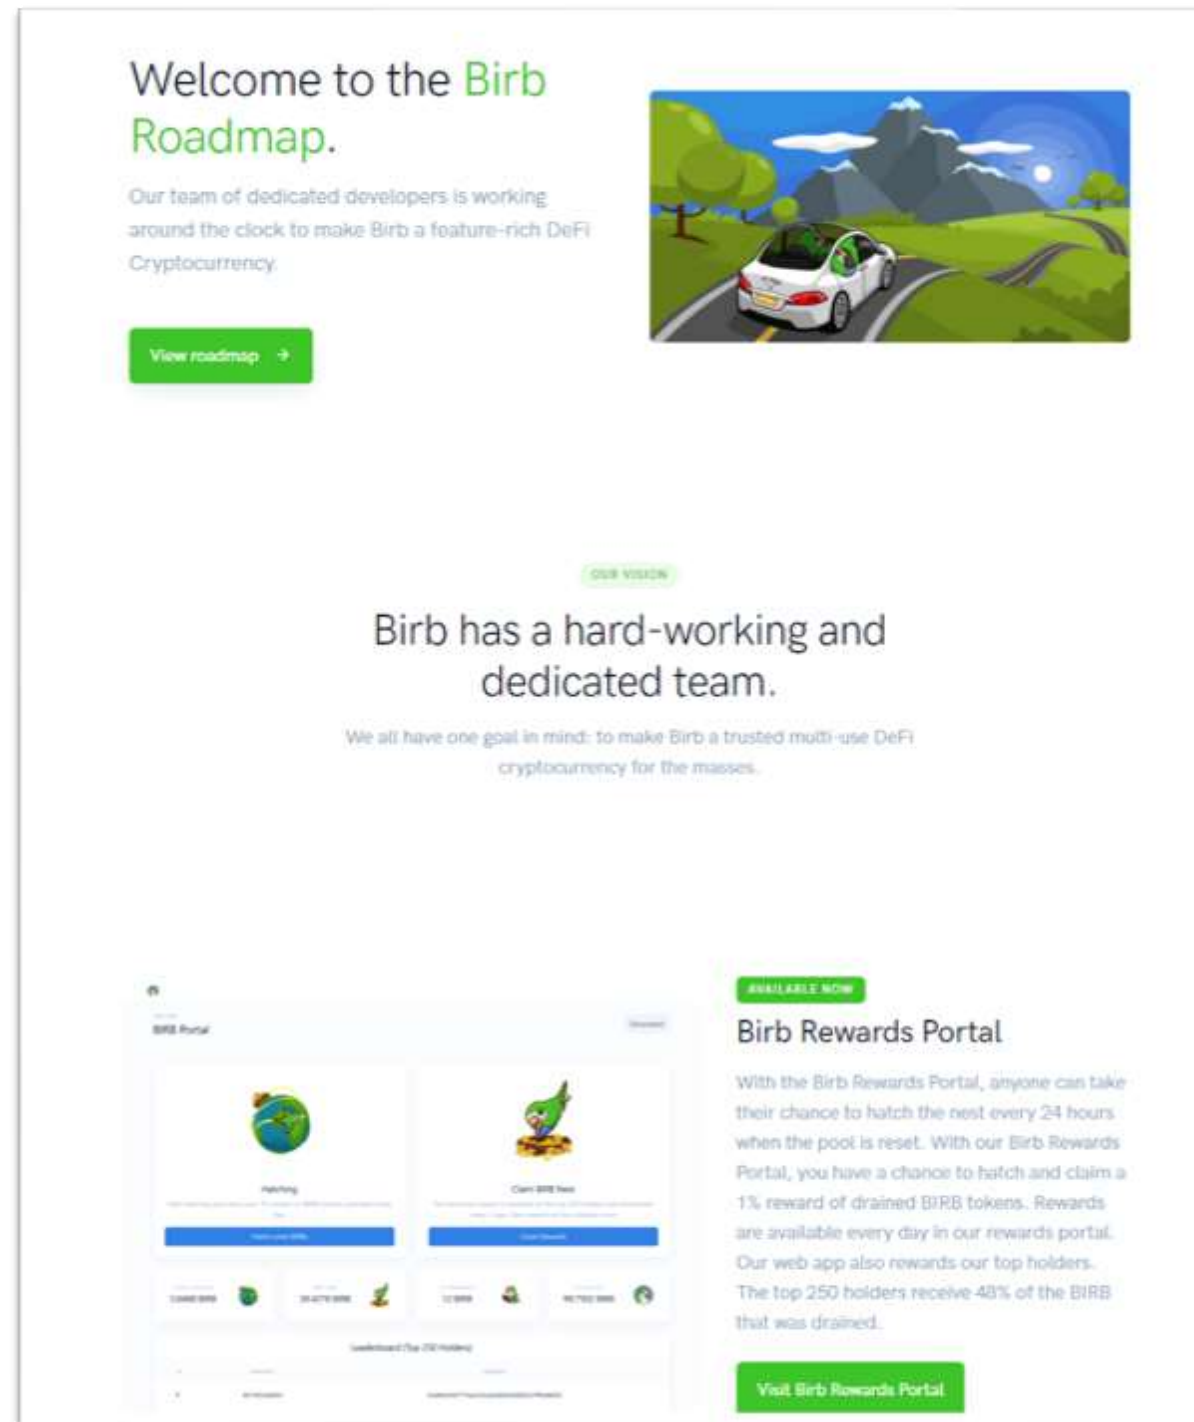 Welcome to the Birb
Roadmap.
Our team of dedicated developers is working
around the clock to make Birb a feature-rich DeFi
Cryptocurrency.
View roadmap →
OUR VISION
Birb has a hard-working and
dedicated team.
We all have one goal in mind: to make Birb a trusted multi-use DeFi
cryptocurrency for the masses.
BIRB Portal
Hatching
Claim BIRB Nest
Leaderboard (Top 250 Holders)
AVAILABLE NOW
Birb Rewards Portal
With the Birb Rewards Portal, anyone can take
their chance to hatch the nest every 24 hours
when the pool is reset. With our Birb Rewards
Portal, you have a chance to hatch and claim a
1% reward of drained BIRB tokens. Rewards
are available every day in our rewards portal.
Our web app also rewards our top holders.
The top 250 holders receive 48% of the BIRB
that was drained.
Visit Birb Rewards Portal